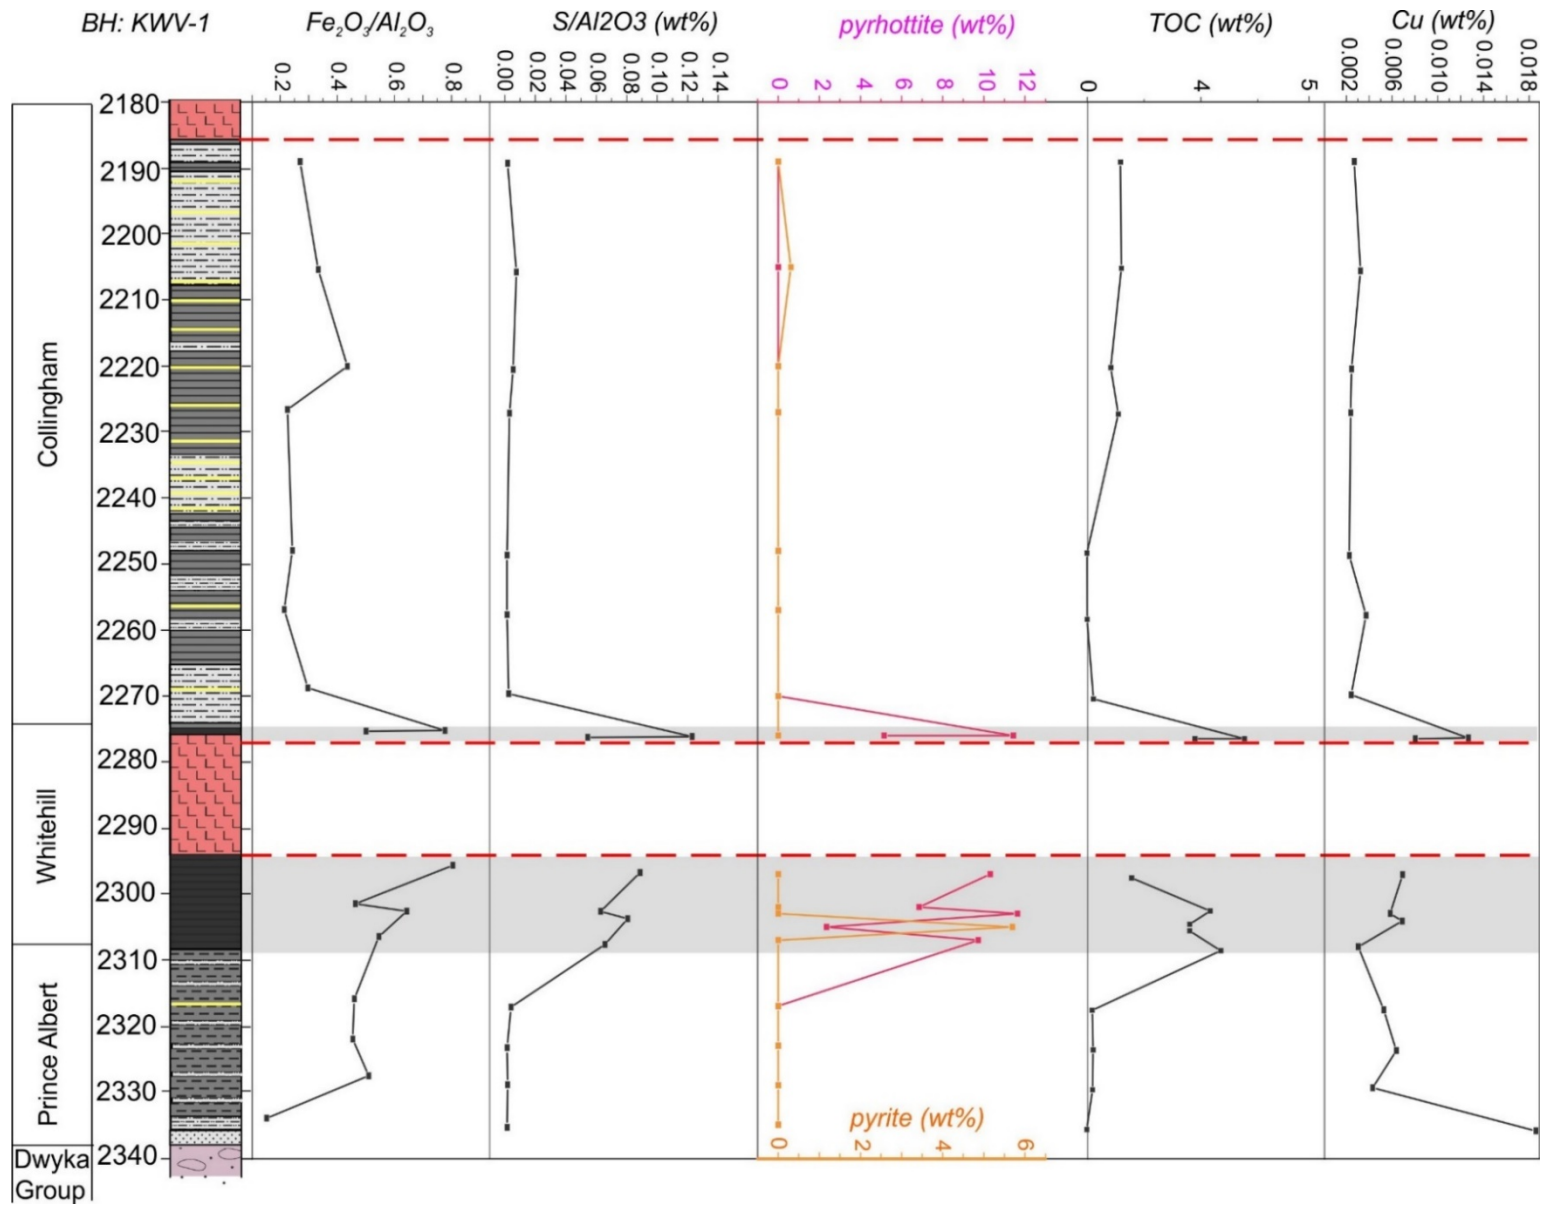 BH: KWV-1 Fe₂O₃/Al₂O₃ S/Al2O3 (wt%) pyrhottite (wt%) TOC (wt%) Cu (wt%)
0.2 0.4 0.6 0.8 0.00 0.02 0.04 0.06 0.08 0.10 0.12 0.14 0 2 4 6 8 10 12 0 4 5 0.002 0.006 0.010 0.014 0.018
2180
2190
2200
2210
2220
2230
2240
2250
2260
2270
2280
2290
2300
2310
2320
2330
2340
Collingham
Whitehill
Prince Albert
Dwyka
Group
pyrite (wt%)
0 2 4 6